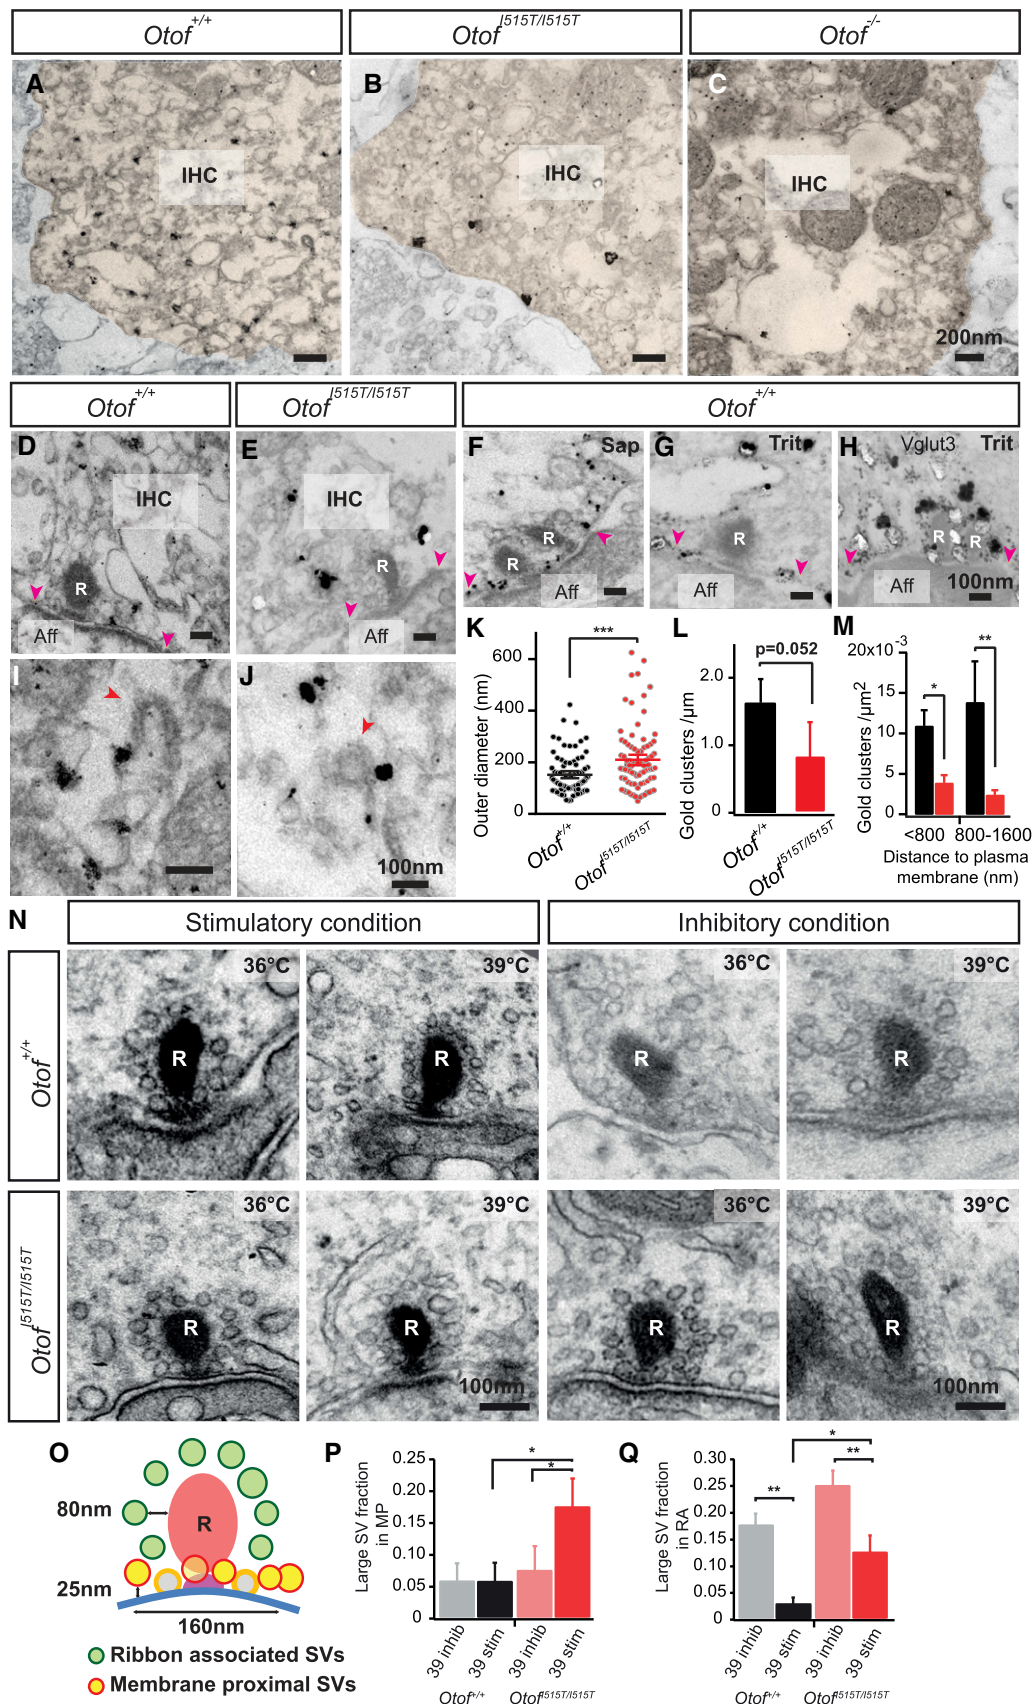 Otof+/+ OtofI515T/I515T Otof-/-
A B C
IHC IHC IHC
200nm
Otof+/+ OtofI515T/I515T Otof+/+
D E F Sap G Trit H Vglut3 Trit
IHC IHC
R R R R R R R
Aff Aff Aff Aff Aff
100nm
I J
100nm
K
***
Outer diameter (nm)
600
400
200
0
Otof+/+
OtofI515T/I515T
L
p=0.052
Gold clusters /µm
2.0
1.0
0
Otof+/+
OtofI515T/I515T
M
20x10-3
Gold clusters /µm2
15
10
5
0
* **
<800 800-1600
Distance to plasma
membrane (nm)
N
Stimulatory condition Inhibitory condition
Otof+/+
36°C 39°C 36°C 39°C
R R R R
OtofI515T/I515T
36°C 39°C 36°C 39°C
R R R R
100nm 100nm
O
80nm
R
25nm
160nm
Ribbon associated SVs
Membrane proximal SVs
P
Large SV fraction
in MP
0.25
0.20
0.15
0.10
0.05
0
*
*
39 inhib
39 stim
39 inhib
39 stim
Otof+/+ OtofI515T/I515T
Q
Large SV fraction
in RA
0.30
0.25
0.20
0.15
0.10
0.05
0
*
**
**
39 inhib
39 stim
39 inhib
39 stim
Otof+/+ OtofI515T/I515T